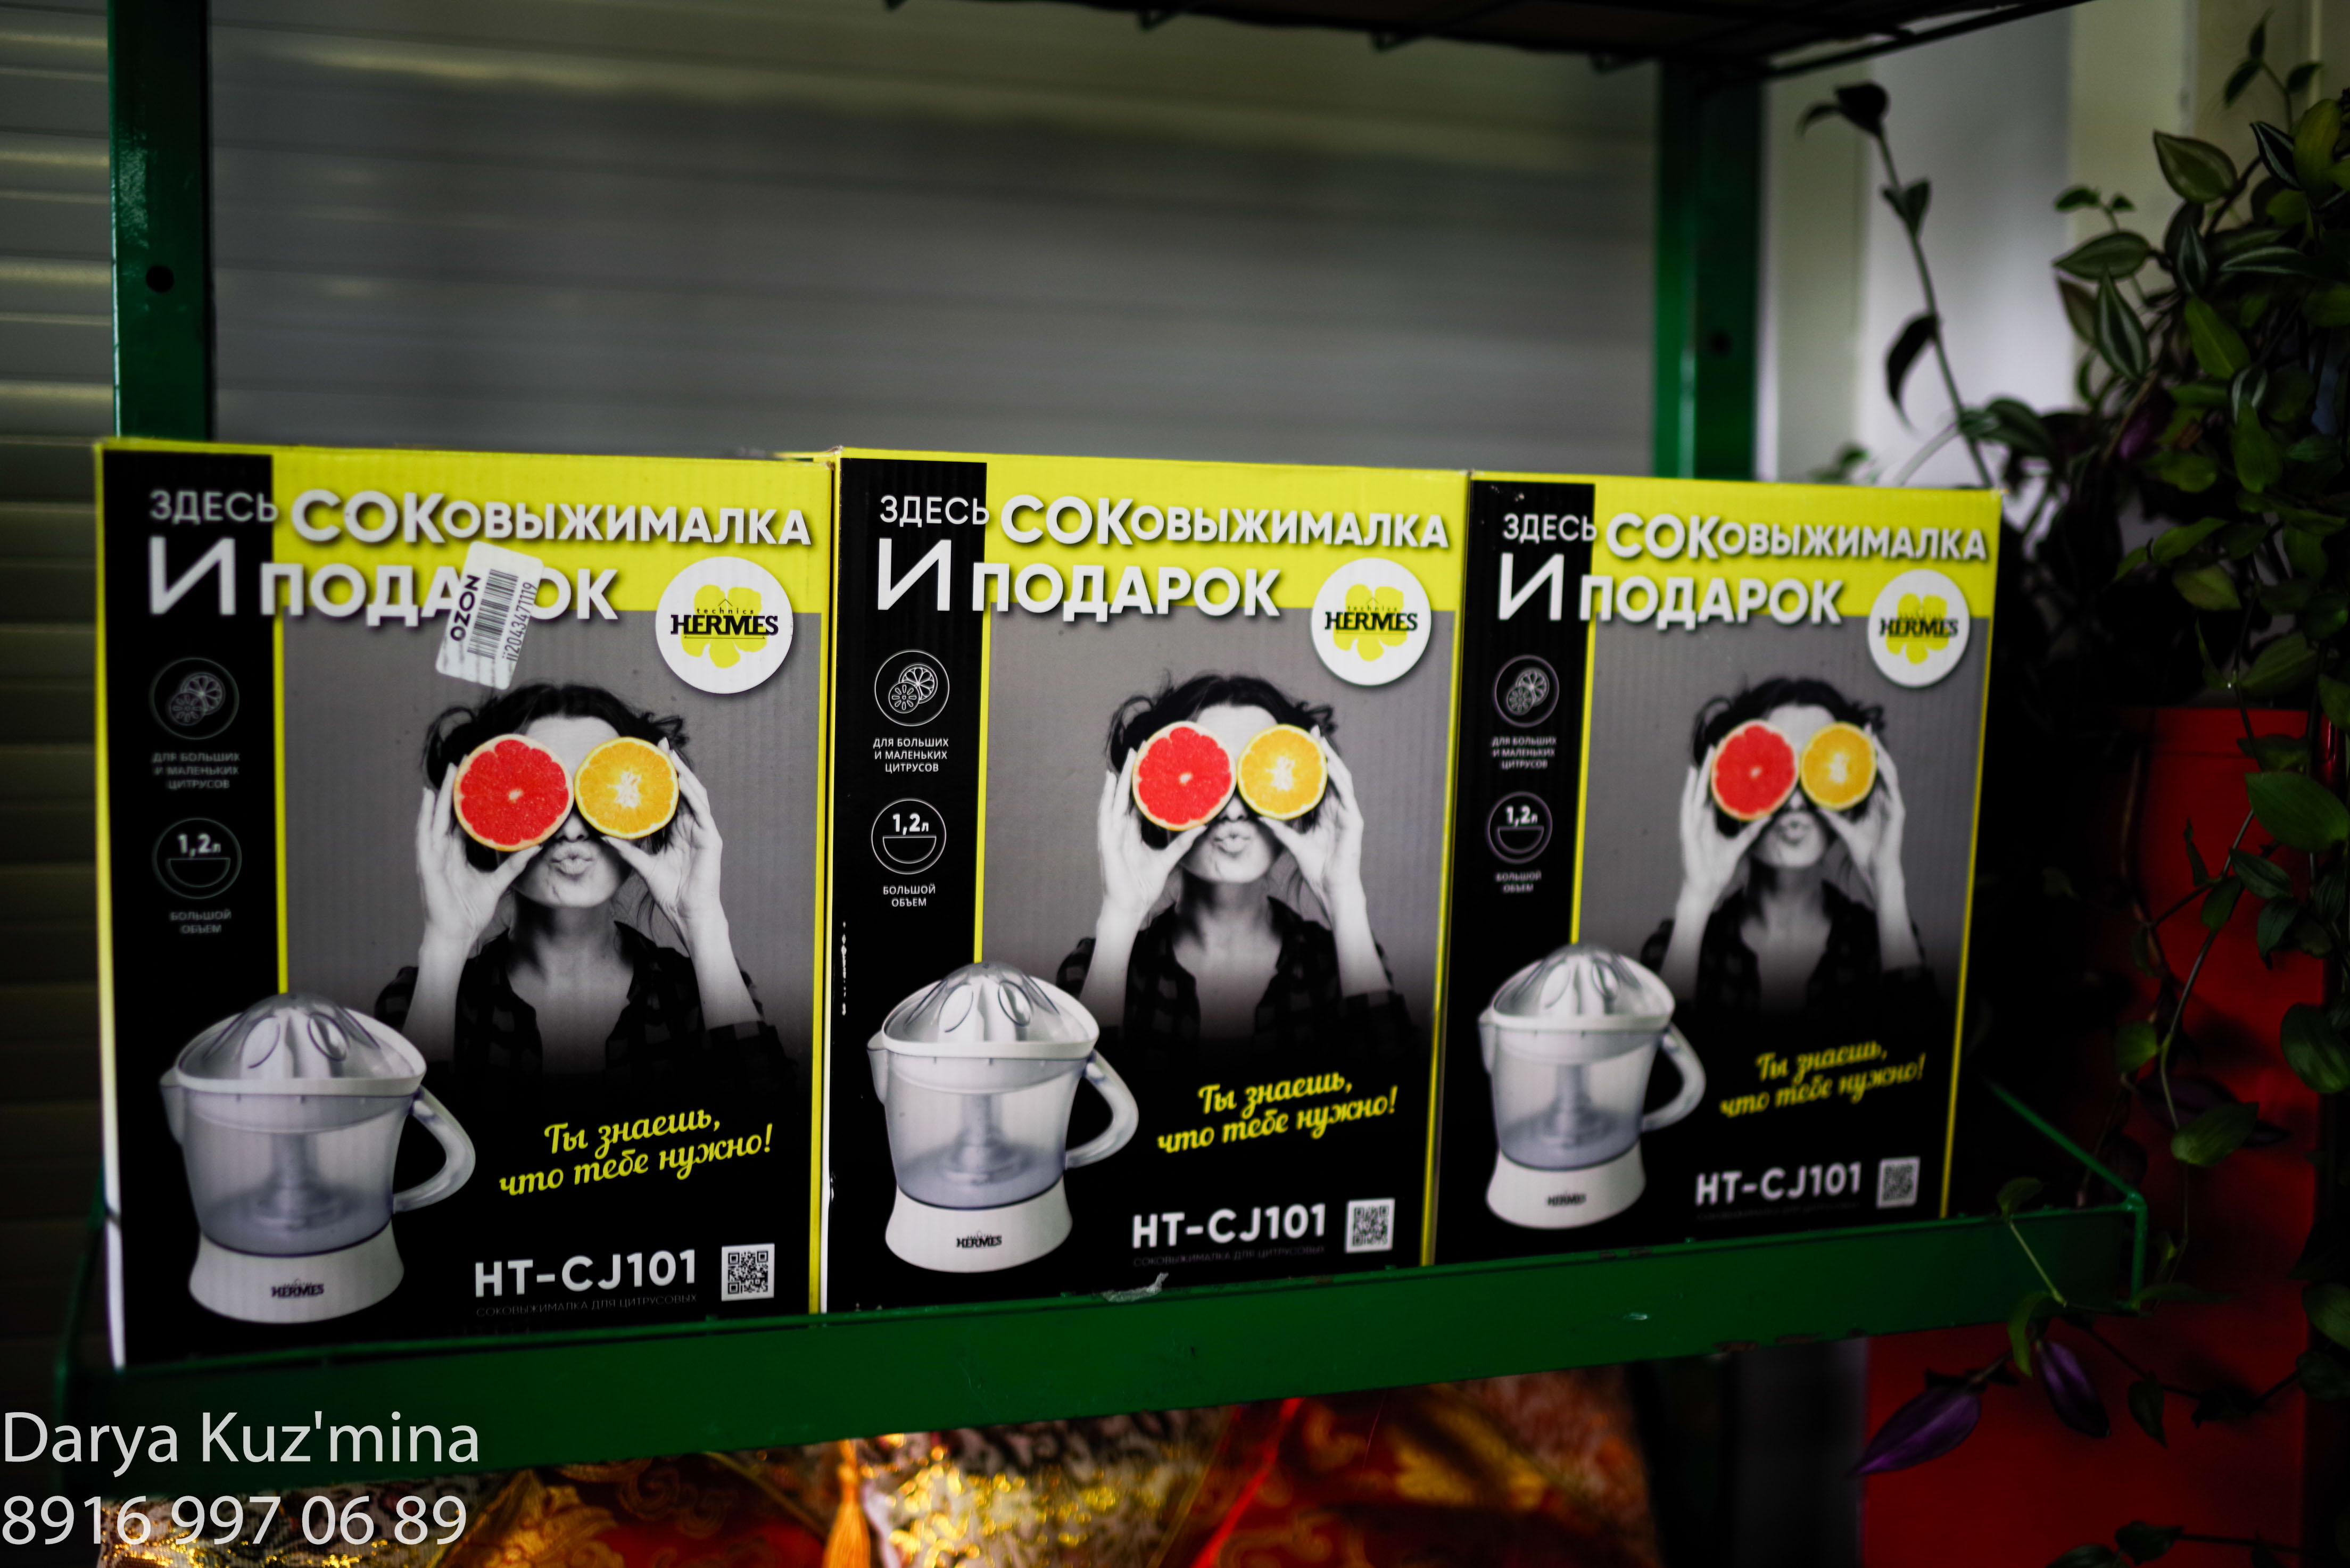 ЗДЕСЬ СОКОВЫЖИМАЛКА
И ПОДАОК
OZON
ii2043471119
technics
HERMES
ДЛЯ БОЛЬШИХ
И МАЛЕНЬКИХ
ЦИТРУСОВ
1,2л
БОЛЬШОЙ
ОБЪЕМ
Ты знаешь,
что тебе нужно!
HERMES
HT-CJ101
СОКОВЫЖИМАЛКА ДЛЯ ЦИТРУСОВЫХ
ЗДЕСЬ СОКОВЫЖИМАЛКА
И ПОДАРОК
technics
HERMES
ДЛЯ БОЛЬШИХ
И МАЛЕНЬКИХ
ЦИТРУСОВ
1,2л
БОЛЬШОЙ
ОБЪЕМ
Ты знаешь,
что тебе нужно!
HERMES
HT-CJ101
СОКОВЫЖИМАЛКА ДЛЯ ЦИТРУСОВЫХ
ЗДЕСЬ СОКОВЫЖИМАЛКА
И ПОДАРОК
HERMES
ДЛЯ БОЛЬШИХ
И МАЛЕНЬКИХ
ЦИТРУСОВ
1,2л
БОЛЬШОЙ
ОБЪЕМ
Ты знаешь,
что тебе нужно!
HERMES
HT-CJ101
Darya Kuz'mina
8916 997 06 89